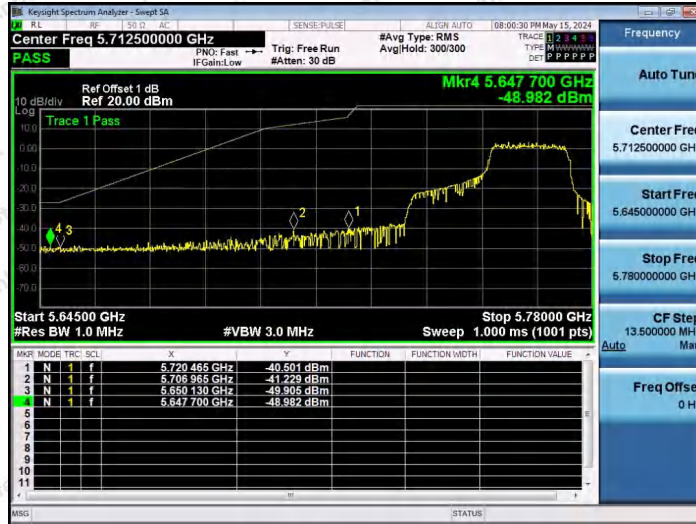 Keysight Spectrum Analyzer - Swept SA
RL RF 50 Ω AC SENSE:PULSE ALIGN AUTO 08:00:30 PM May 15, 2024
Center Freq 5.712500000 GHz #Avg Type: RMS TRACE 1 2 3 4 5 6
PASS PNO: Fast Trig: Free Run Avg|Hold: 300/300 TYPE M W W W W W
IFGain:Low #Atten: 30 dB DET P P P P P P
Frequency
Auto Tun
Center Fre
5.712500000 GH
Start Fre
5.645000000 GH
Stop Fre
5.780000000 GH
CF Step
13.500000 MH
Auto Ma
Freq Offse
0 H
Mkr4 5.647 700 GHz
-48.982 dBm
Ref Offset 1 dB
10 dB/div Ref 20.00 dBm
Log
Trace 1 Pass
10.0
0.00
-10.0
-20.0
-30.0
-40.0
-50.0
-60.0
-70.0
4 3 2 1
Start 5.64500 GHz Stop 5.78000 GHz
#Res BW 1.0 MHz #VBW 3.0 MHz Sweep 1.000 ms (1001 pts)
MKR MODE TRC SCL X Y FUNCTION FUNCTION WIDTH FUNCTION VALUE
1 N 1 f 5.720 465 GHz -40.501 dBm
2 N 1 f 5.706 965 GHz -41.229 dBm
3 N 1 f 5.650 130 GHz -49.905 dBm
4 N 1 f 5.647 700 GHz -48.982 dBm
5
6
7
8
9
10
11
MSG STATUS